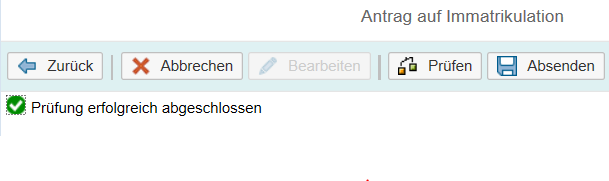 Antrag auf Immatrikulation
Zurück Abbrechen Bearbeiten Prüfen Absenden
Prüfung erfolgreich abgeschlossen